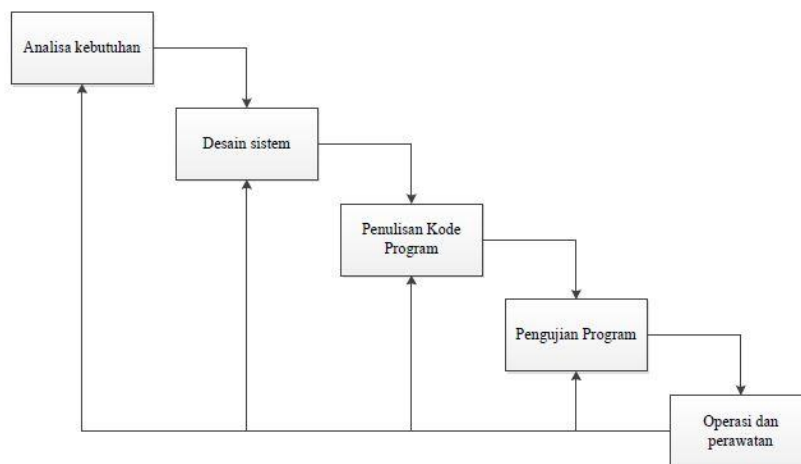 Analisa kebutuhan
Desain sistem
Penulisan Kode
Program
Pengujian Program
Operasi dan
perawatan